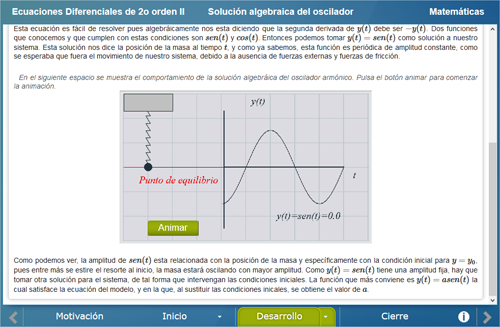 Ecuaciones Diferenciales de 2o orden II
Solución algebraica del oscilador
Matemáticas
Esta ecuación es fácil de resolver pues algebraicamente nos esta diciendo que la segunda derivada de y(t) debe ser −y(t). Dos funciones
que conocemos y que cumplen con estas condiciones son sen(t) y cos(t). Entonces podemos tomar y(t) = sen(t) como solución a nuestro
sistema. Esta solución nos dice la posición de la masa al tiempo t, y como ya sabemos, esta función es periódica de amplitud constante, como
se esperaba que fuera el movimiento de nuestro sistema, debido a la ausencia de fuerzas externas y fuerzas de fricción.
En el siguiente espacio se muestra el comportamiento de la solución algebráica del oscilador armónico. Pulsa el botón animar para comenzar
la animación.
y(t)
Punto de equilibrio
t
y(t)=sen(t)=0.0
Animar
Como podemos ver, la amplitud de sen(t) esta relacionada con la posición de la masa y específicamente con la condición inicial para y = y₀,
pues entre más se estire el resorte al inicio, la masa estará oscilando con mayor amplitud. Como y(t) = sen(t) tiene una amplitud fija, hay que
tomar otra solución para el sistema, de tal forma que intervengan las condiciones iniciales. La función que más conviene es y(t) = asen(t) la
cual satisface la ecuación del modelo, y en la que, al sustituir las condiciones inicales, se obtiene el valor de a.
Motivación
Inicio
Desarrollo
Cierre
i